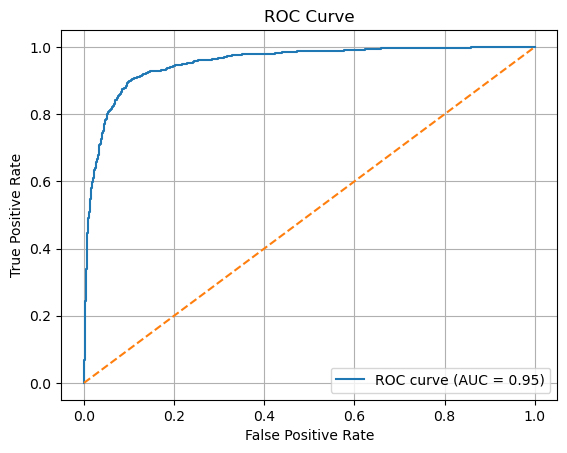 ROC Curve
1.0
0.8
0.6
0.4
0.2
0.0
True Positive Rate
ROC curve (AUC = 0.95)
0.0 0.2 0.4 0.6 0.8 1.0
False Positive Rate